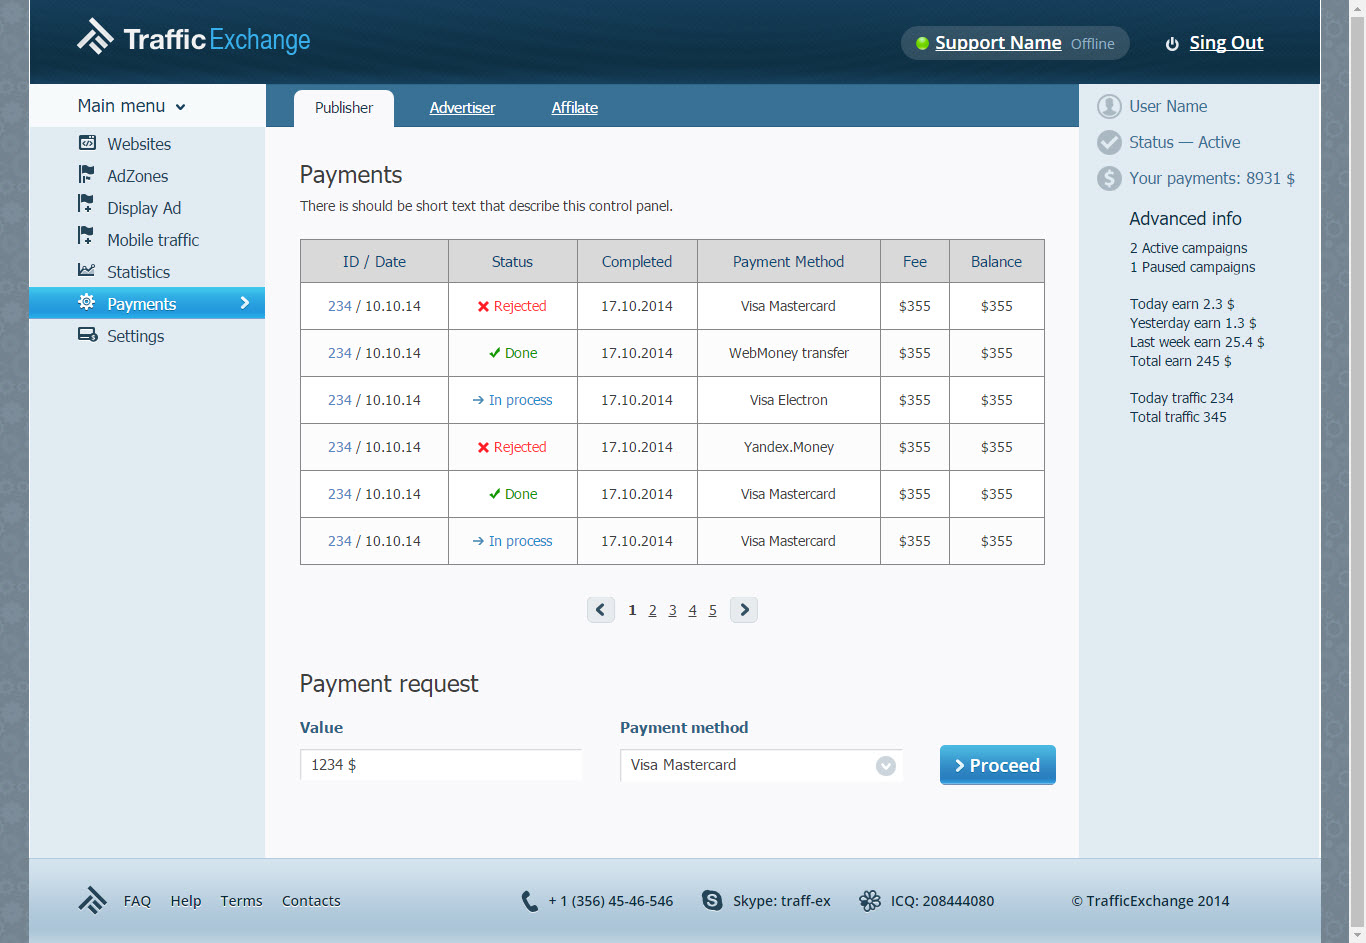 TrafficExchange
Support Name Offline
Sing Out
Main menu
Websites
AdZones
Display Ad
Mobile traffic
Statistics
Payments
Settings
Publisher Advertiser Affilate
Payments
There is should be short text that describe this control panel.
ID / Date Status Completed Payment Method Fee Balance
234 / 10.10.14 Rejected 17.10.2014 Visa Mastercard $355 $355
234 / 10.10.14 Done 17.10.2014 WebMoney transfer $355 $355
234 / 10.10.14 In process 17.10.2014 Visa Electron $355 $355
234 / 10.10.14 Rejected 17.10.2014 Yandex.Money $355 $355
234 / 10.10.14 Done 17.10.2014 Visa Mastercard $355 $355
234 / 10.10.14 In process 17.10.2014 Visa Mastercard $355 $355
1 2 3 4 5
Payment request
Value Payment method
1234 $ Visa Mastercard Proceed
User Name
Status — Active
Your payments: 8931 $
Advanced info
2 Active campaigns
1 Paused campaigns
Today earn 2.3 $
Yesterday earn 1.3 $
Last week earn 25.4 $
Total earn 245 $
Today traffic 234
Total traffic 345
FAQ Help Terms Contacts + 1 (356) 45-46-546 Skype: traff-ex ICQ: 208444080 © TrafficExchange 2014